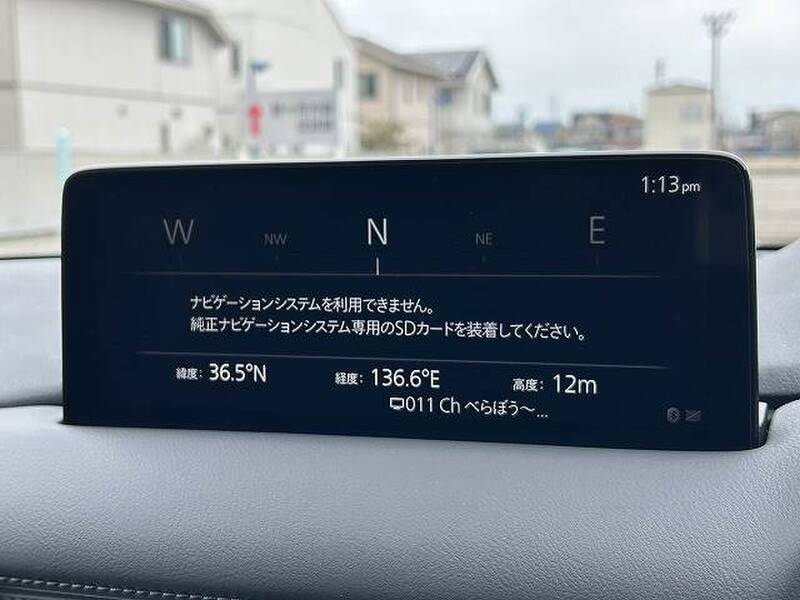 1:13pm
W NW N NE E
ナビゲーションシステムを利用できません。
純正ナビゲーションシステム専用のSDカードを装着してください。
緯度: 36.5°N 経度: 136.6°E 高度: 12m
011 Ch べらぼう〜...